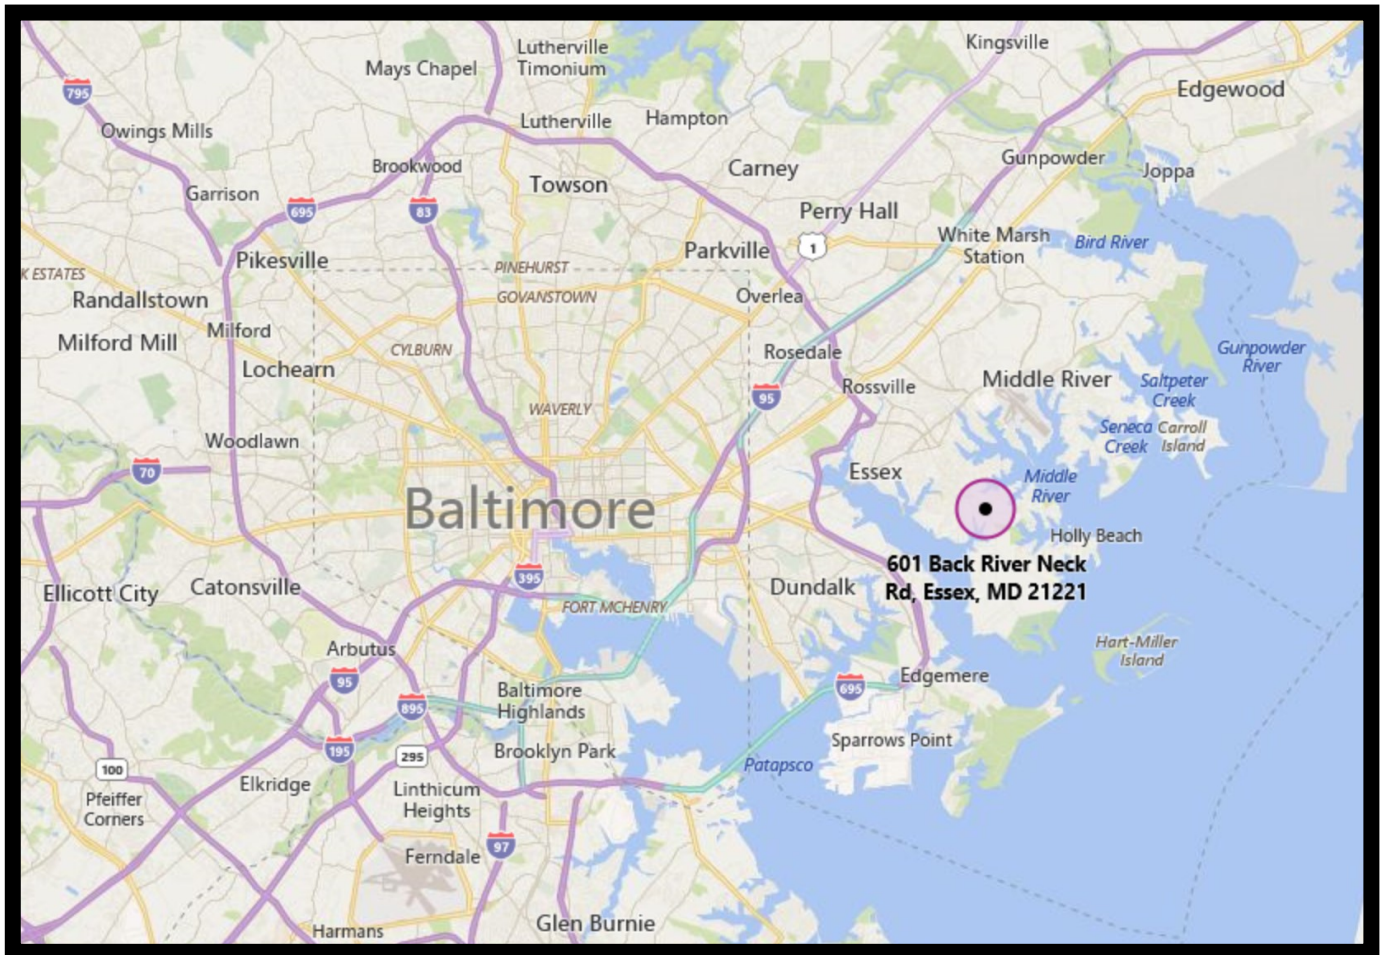 Kingsville
Lutherville
Timonium
Mays Chapel
795
Edgewood
Hampton
Lutherville
Owings Mills
Gunpowder
Brookwood
Carney
Joppa
Towson
Garrison
695
83
Perry Hall
White Marsh
Station
Bird River
1
Parkville
Pikesville
PINEHURST
K ESTATES
GOVANSTOWN
Overlea
Randallstown
Milford
Milford Mill
CYLBURN
Rosedale
Gunpowder
River
Lochearn
Middle River
Saltpeter
Creek
Rossville
95
WAVERLY
Seneca
Creek
Carroll
Island
Woodlawn
70
Essex
Middle
River
Baltimore
Holly Beach
601 Back River Neck
Rd, Essex, MD 21221
395
Ellicott City
Catonsville
Dundalk
FORT MCHENRY
Hart-Miller
Island
Arbutus
95
Edgemere
695
Baltimore
Highlands
895
Sparrows Point
195
295
Brooklyn Park
Patapsco
100
Elkridge
Linthicum
Heights
Pfeiffer
Corners
97
Ferndale
Glen Burnie
Harmans